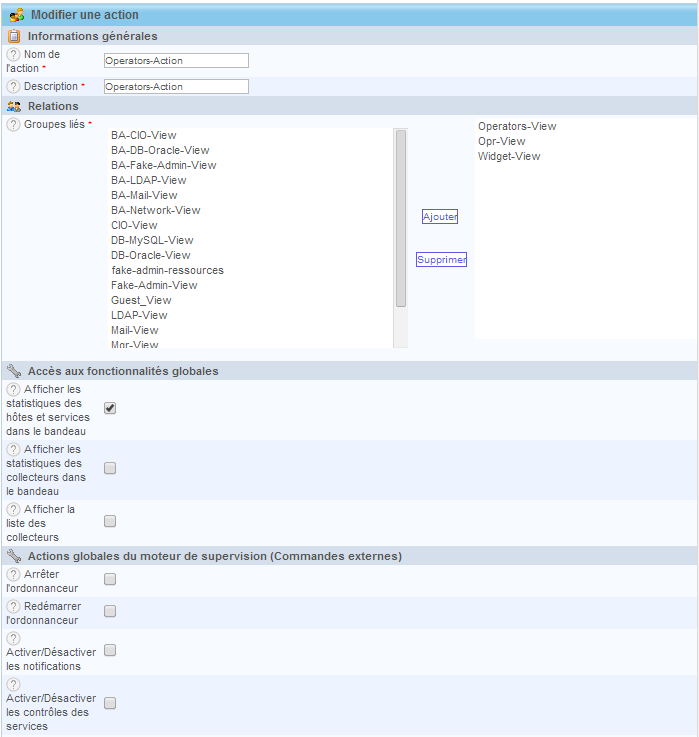 Modifier une action
Informations générales
? Nom de
l'action *
Operators-Action
? Description *
Operators-Action
Relations
? Groupes liés *
BA-CIO-View
BA-DB-Oracle-View
BA-Fake-Admin-View
BA-LDAP-View
BA-Mail-View
BA-Network-View
CIO-View
DB-MySQL-View
DB-Oracle-View
fake-admin-ressources
Fake-Admin-View
Guest_View
LDAP-View
Mail-View
Mgr-View
Ajouter
Supprimer
Operators-View
Opr-View
Widget-View
Accès aux fonctionnalités globales
? Afficher les
statistiques des
hôtes et services
dans le bandeau
? Afficher les
statistiques des
collecteurs dans
le bandeau
? Afficher la
liste des
collecteurs
Actions globales du moteur de supervision (Commandes externes)
? Arrêter
l'ordonnanceur
? Redémarrer
l'ordonnanceur
?
Activer/Désactiver
les notifications
?
Activer/Désactiver
les contrôles des
services